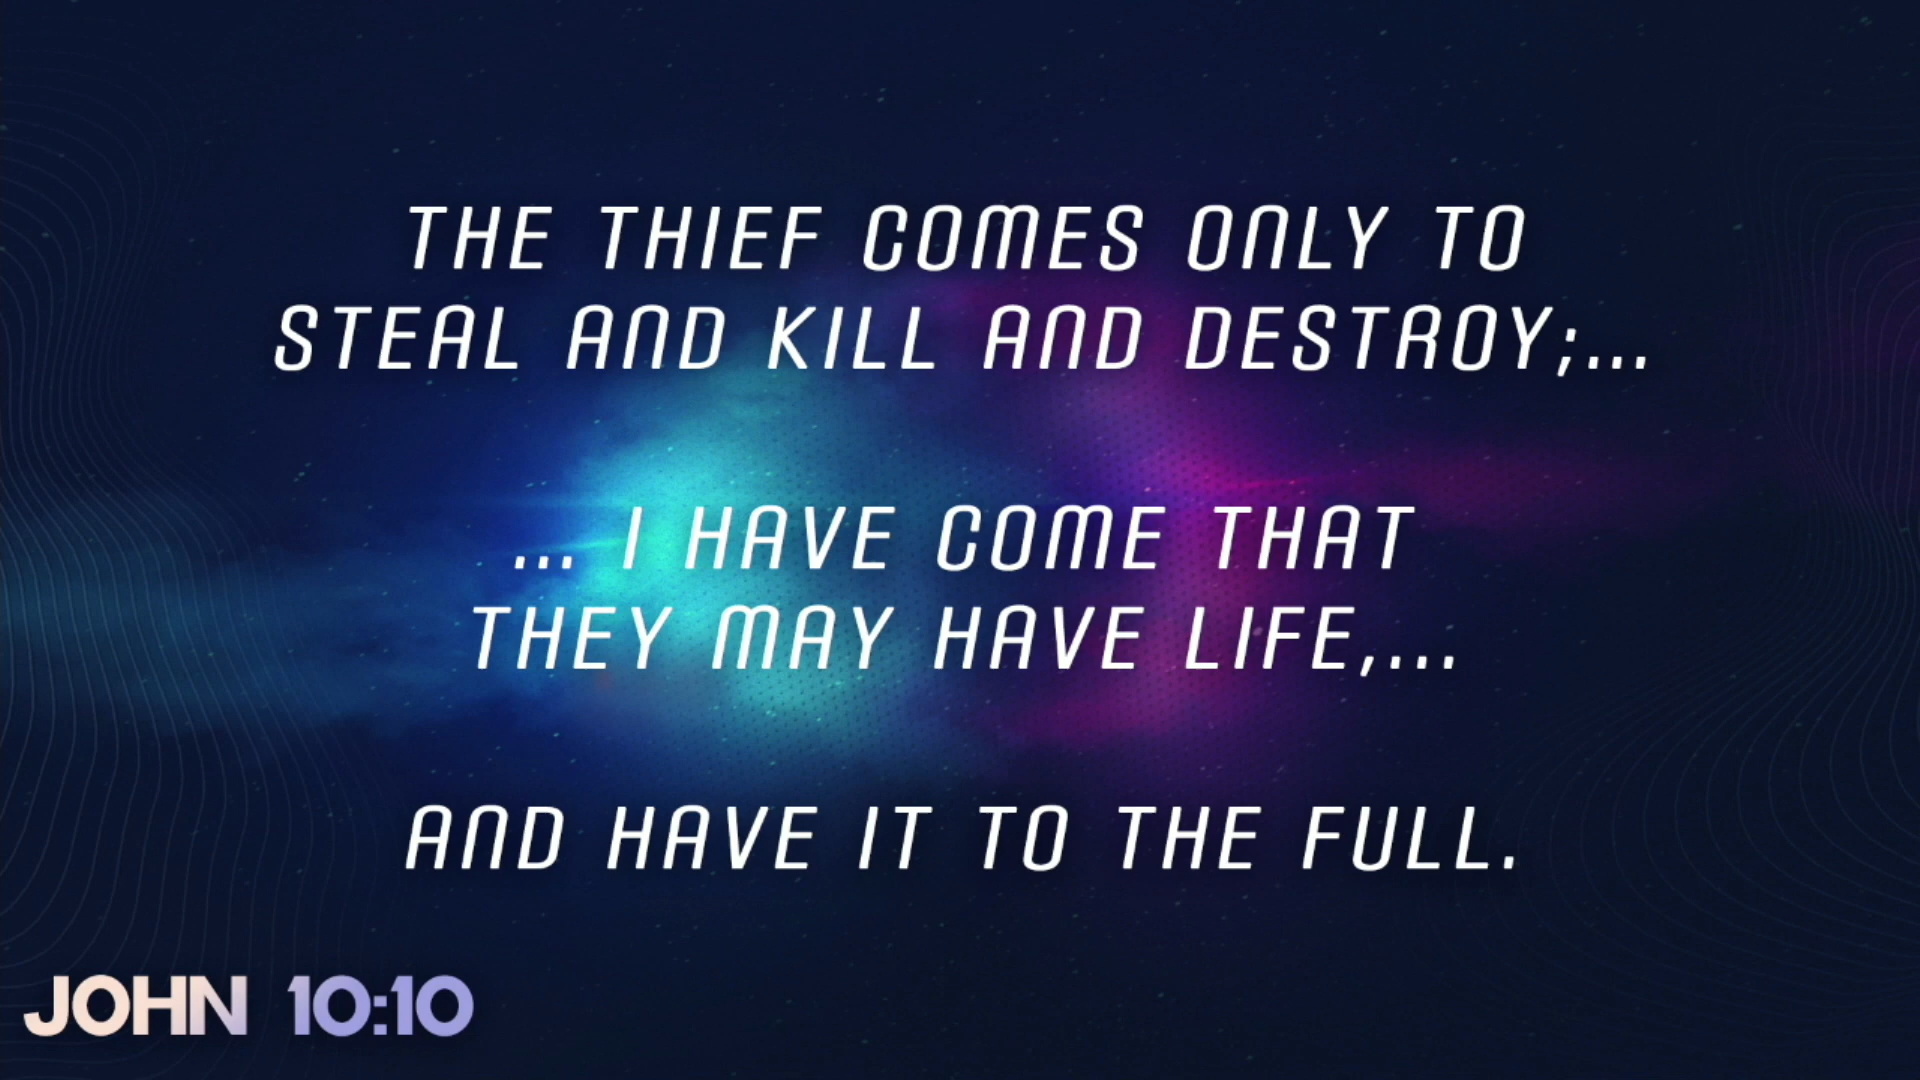 THE THIEF COMES ONLY TO
STEAL AND KILL AND DESTROY;...
... I HAVE COME THAT
THEY MAY HAVE LIFE,...
AND HAVE IT TO THE FULL.
JOHN 10:10